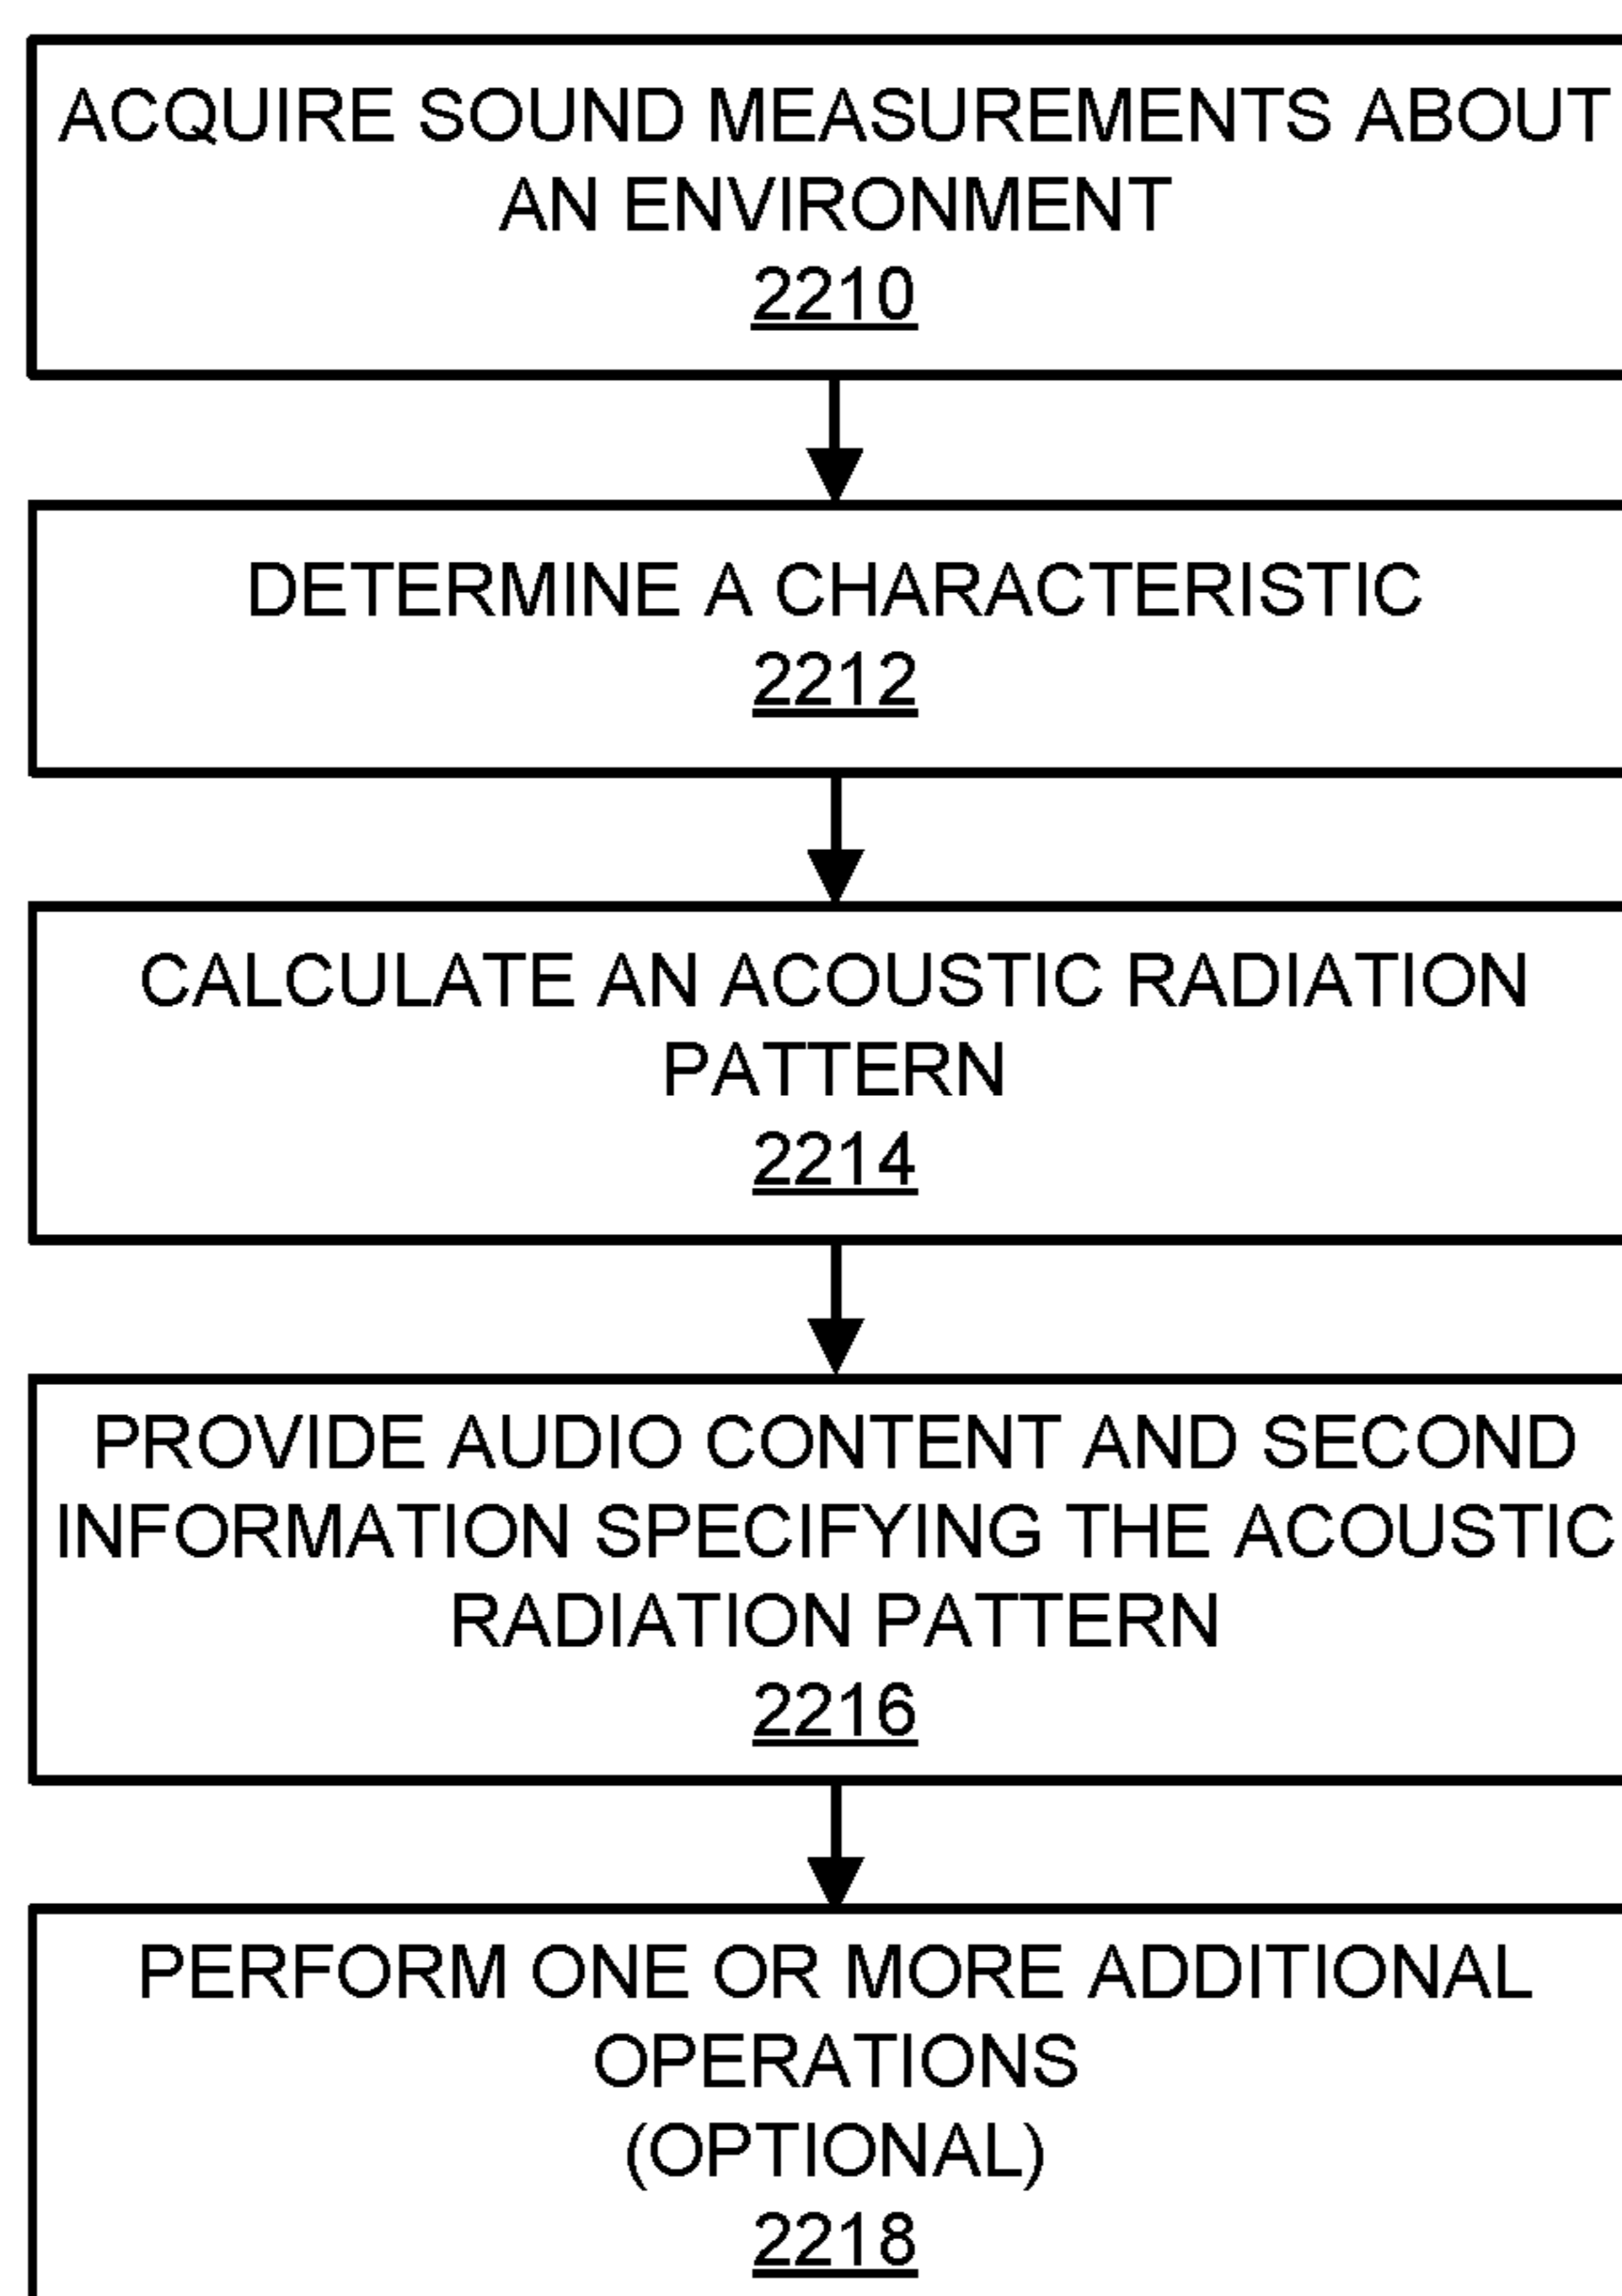 ACQUIRE SOUND MEASUREMENTS ABOUT
AN ENVIRONMENT
2210
DETERMINE A CHARACTERISTIC
2212
CALCULATE AN ACOUSTIC RADIATION
PATTERN
2214
PROVIDE AUDIO CONTENT AND SECOND
INFORMATION SPECIFYING THE ACOUSTIC
RADIATION PATTERN
2216
PERFORM ONE OR MORE ADDITIONAL
OPERATIONS
(OPTIONAL)
2218